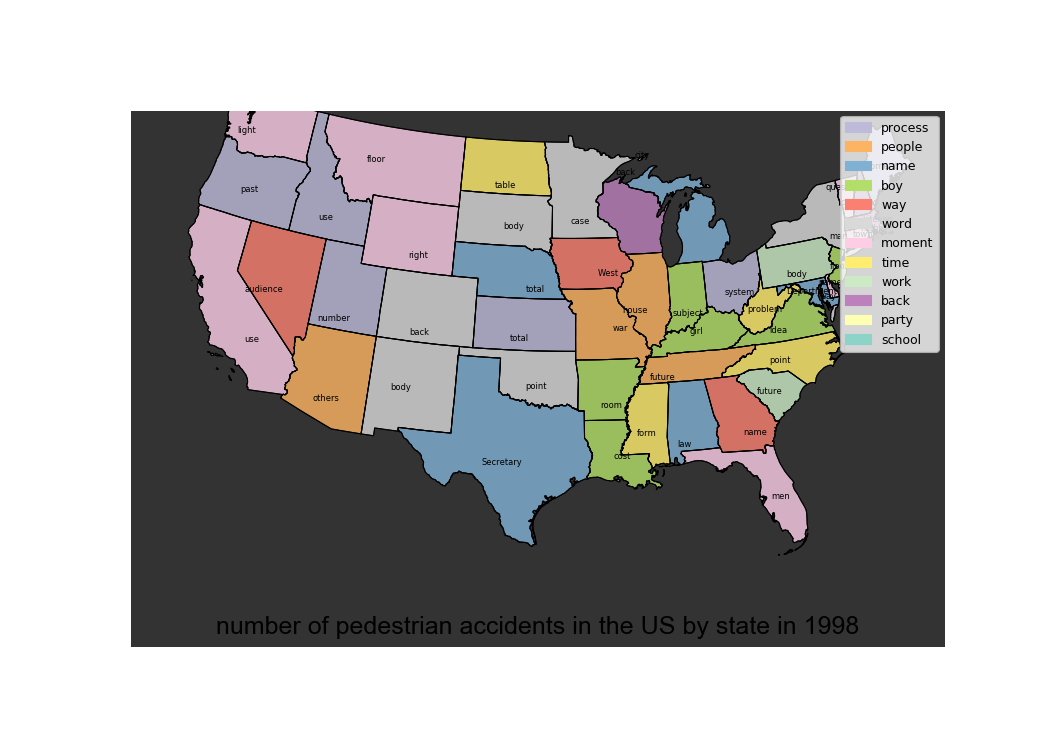 light
floor
past
use
table
body
case
city
back
right
audience
number
total
West
total
house
war
system
subject
girl
body
problem
idea
town
use
back
others
body
point
future
point
future
room
form
law
name
cost
Secretary
men
process
people
name
boy
way
word
moment
time
work
back
party
school
number of pedestrian accidents in the US by state in 1998